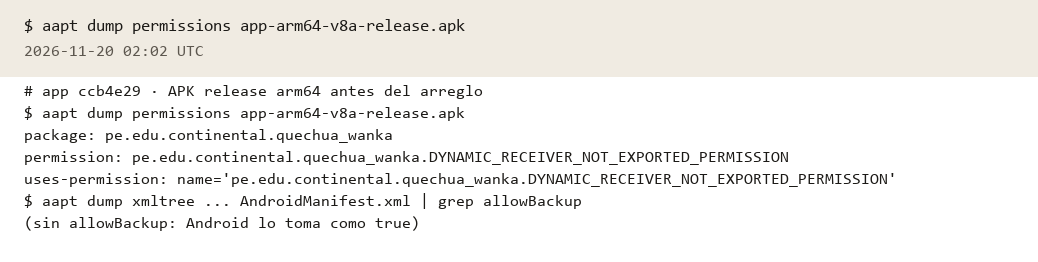 $ aapt dump permissions app-arm64-v8a-release.apk
2026-11-20 02:02 UTC
# app ccb4e29 · APK release arm64 antes del arreglo
$ aapt dump permissions app-arm64-v8a-release.apk
package: pe.edu.continental.quechua_wanka
permission: pe.edu.continental.quechua_wanka.DYNAMIC_RECEIVER_NOT_EXPORTED_PERMISSION
uses-permission: name='pe.edu.continental.quechua_wanka.DYNAMIC_RECEIVER_NOT_EXPORTED_PERMISSION'
$ aapt dump xmltree ... AndroidManifest.xml | grep allowBackup
(sin allowBackup: Android lo toma como true)